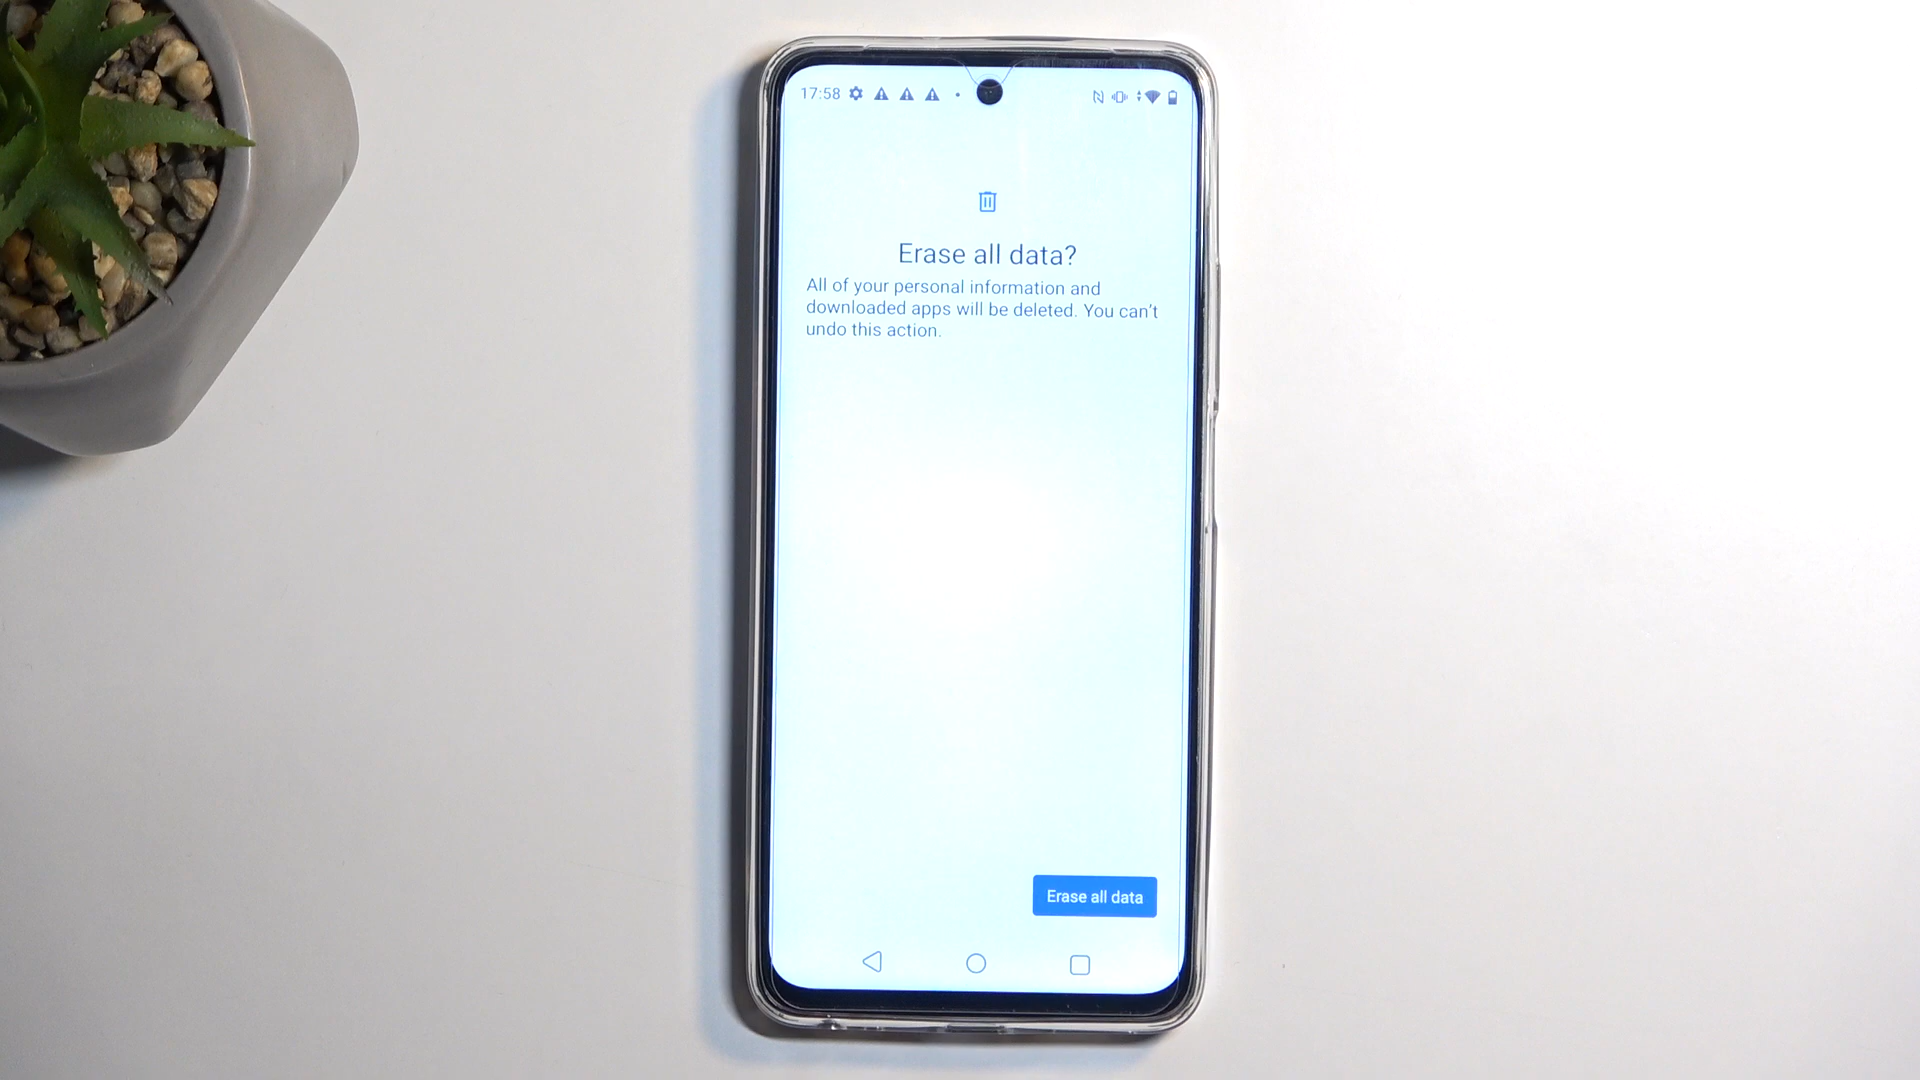 17:58
Erase all data?
All of your personal information and
downloaded apps will be deleted. You can't
undo this action.
Erase all data